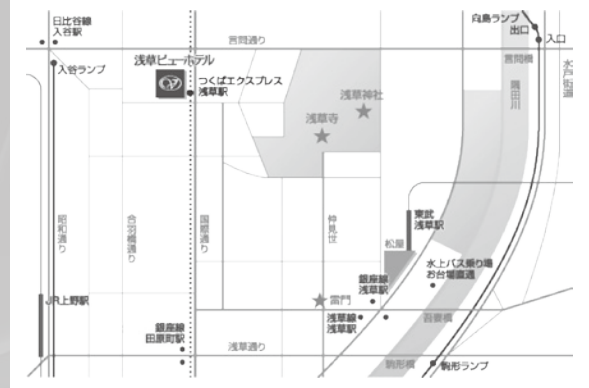 日比谷線
入谷駅
入谷ランプ
言問通り
向島ランプ
出口
入口
言問橋
隅田川
水戸街道
浅草ビューホテル
つくばエクスプレス
浅草駅
浅草神社
浅草寺
昭和通り
合羽橋通り
国際通り
仲見世
東武
浅草駅
松屋
水上バス乗り場
お台場直通
銀座線
浅草駅
雷門
浅草線
浅草駅
吾妻橋
JR上野駅
銀座線
田原町駅
浅草通り
駒形橋
駒形ランプ